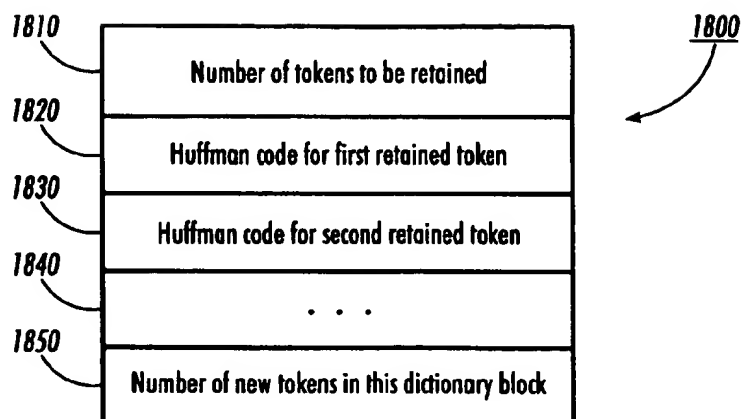 1810
1800
Number of tokens to be retained
1820
Huffman code for first retained token
1830
Huffman code for second retained token
1840
. . .
1850
Number of new tokens in this dictionary block